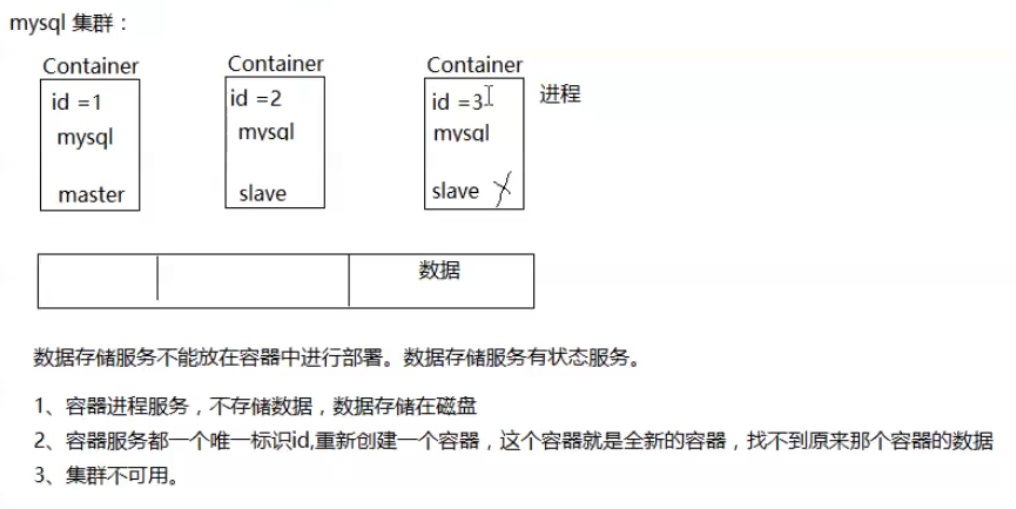 mysql 集群：
Container Container Container
id =1 id =2 id =3 进程
mysql mysql mysql
master slave slave
数据
数据存储服务不能放在容器中进行部署。数据存储服务有状态服务。
1、容器进程服务，不存储数据，数据存储在磁盘
2、容器服务都一个唯一标识id,重新创建一个容器，这个容器就是全新的容器，找不到原来那个容器的数据
3、集群不可用。